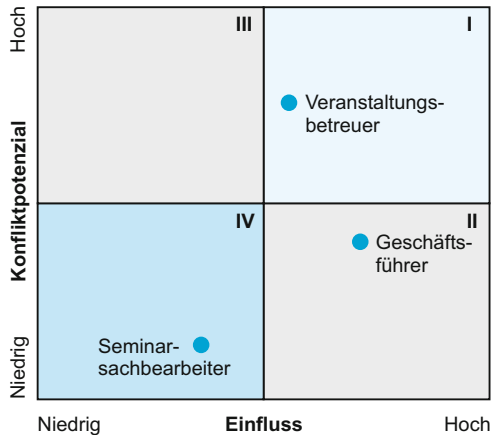 Hoch
III
I
Veranstaltungs-
betreuer
Konfliktpotenzial
IV
II
Geschäfts-
führer
Seminar-
sachbearbeiter
Niedrig
Niedrig
Einfluss
Hoch